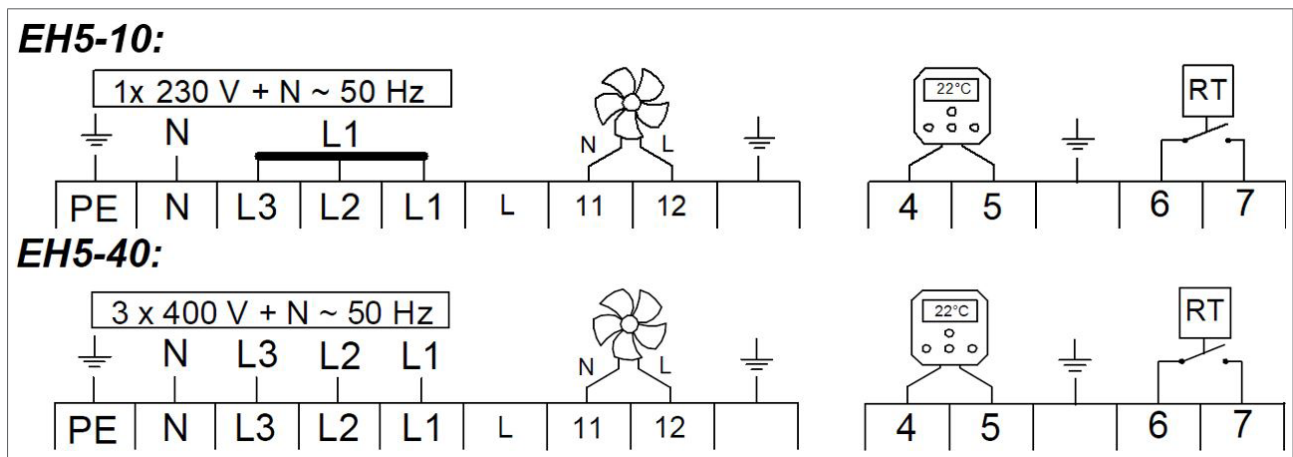 EH5-10:
1x 230 V + N ~ 50 Hz
N L1
N L
22°C
RT
PE N L3 L2 L1 L 11 12 4 5 6 7
EH5-40:
3 x 400 V + N ~ 50 Hz
N L3 L2 L1
N L
22°C
RT
PE N L3 L2 L1 L 11 12 4 5 6 7